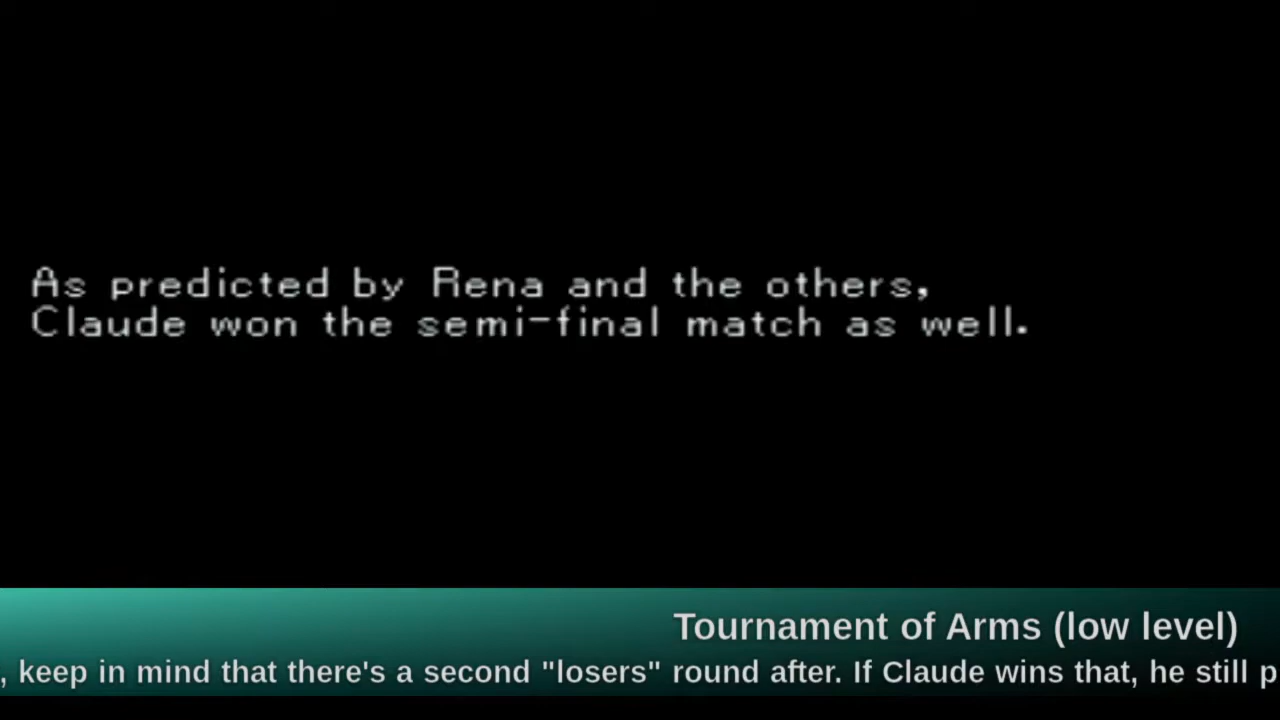 As predicted by Rena and the others,
Claude won the semi-final match as well.
Tournament of Arms (low level)
, keep in mind that there's a second "losers" round after. If Claude wins that, he still p